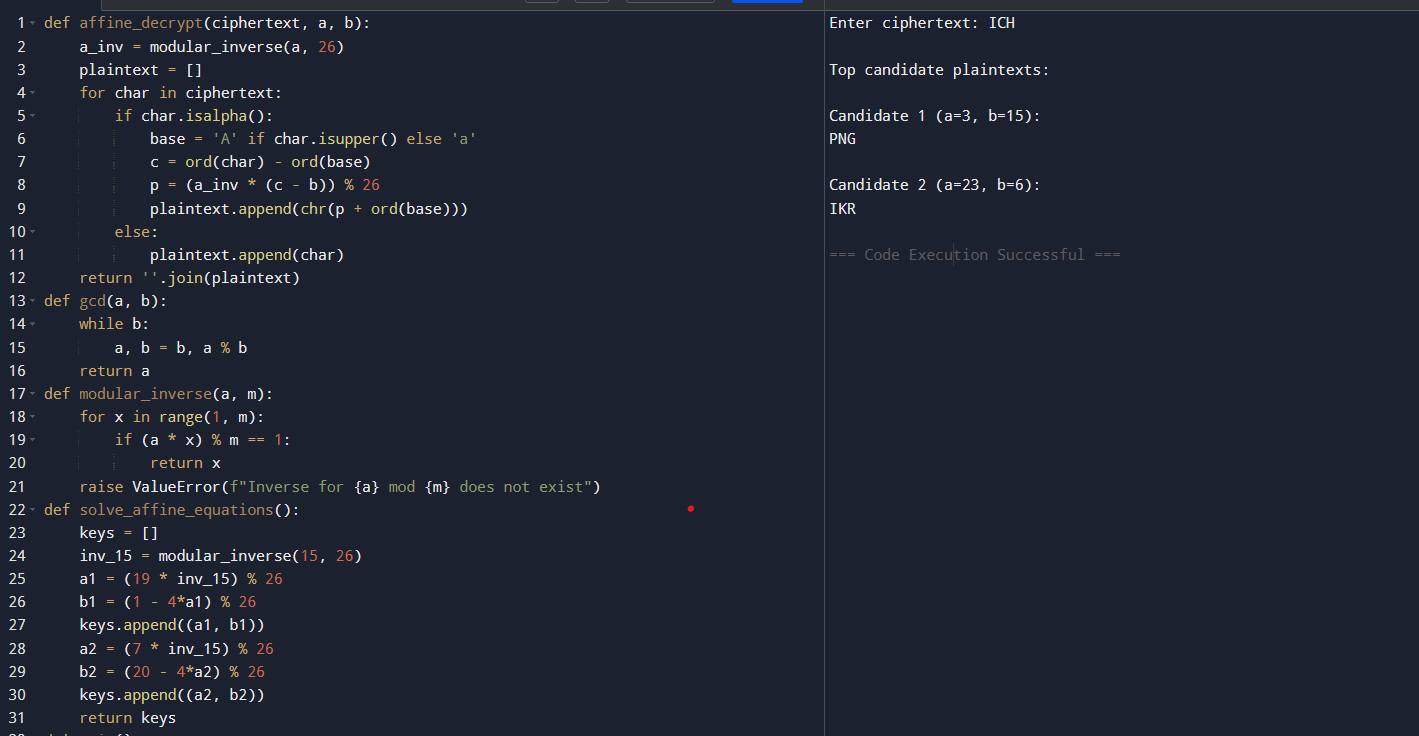 1 def affine_decrypt(ciphertext, a, b):
2     a_inv = modular_inverse(a, 26)
3     plaintext = []
4     for char in ciphertext:
5         if char.isalpha():
6             base = 'A' if char.isupper() else 'a'
7             c = ord(char) - ord(base)
8             p = (a_inv * (c - b)) % 26
9             plaintext.append(chr(p + ord(base)))
10         else:
11             plaintext.append(char)
12     return ''.join(plaintext)
13 def gcd(a, b):
14     while b:
15         a, b = b, a % b
16     return a
17 def modular_inverse(a, m):
18     for x in range(1, m):
19         if (a * x) % m == 1:
20             return x
21     raise ValueError(f"Inverse for {a} mod {m} does not exist")
22 def solve_affine_equations():
23     keys = []
24     inv_15 = modular_inverse(15, 26)
25     a1 = (19 * inv_15) % 26
26     b1 = (1 - 4*a1) % 26
27     keys.append((a1, b1))
28     a2 = (7 * inv_15) % 26
29     b2 = (20 - 4*a2) % 26
30     keys.append((a2, b2))
31     return keys
Enter ciphertext: ICH
Top candidate plaintexts:
Candidate 1 (a=3, b=15):
PNG
Candidate 2 (a=23, b=6):
IKR
=== Code Execution Successful ===